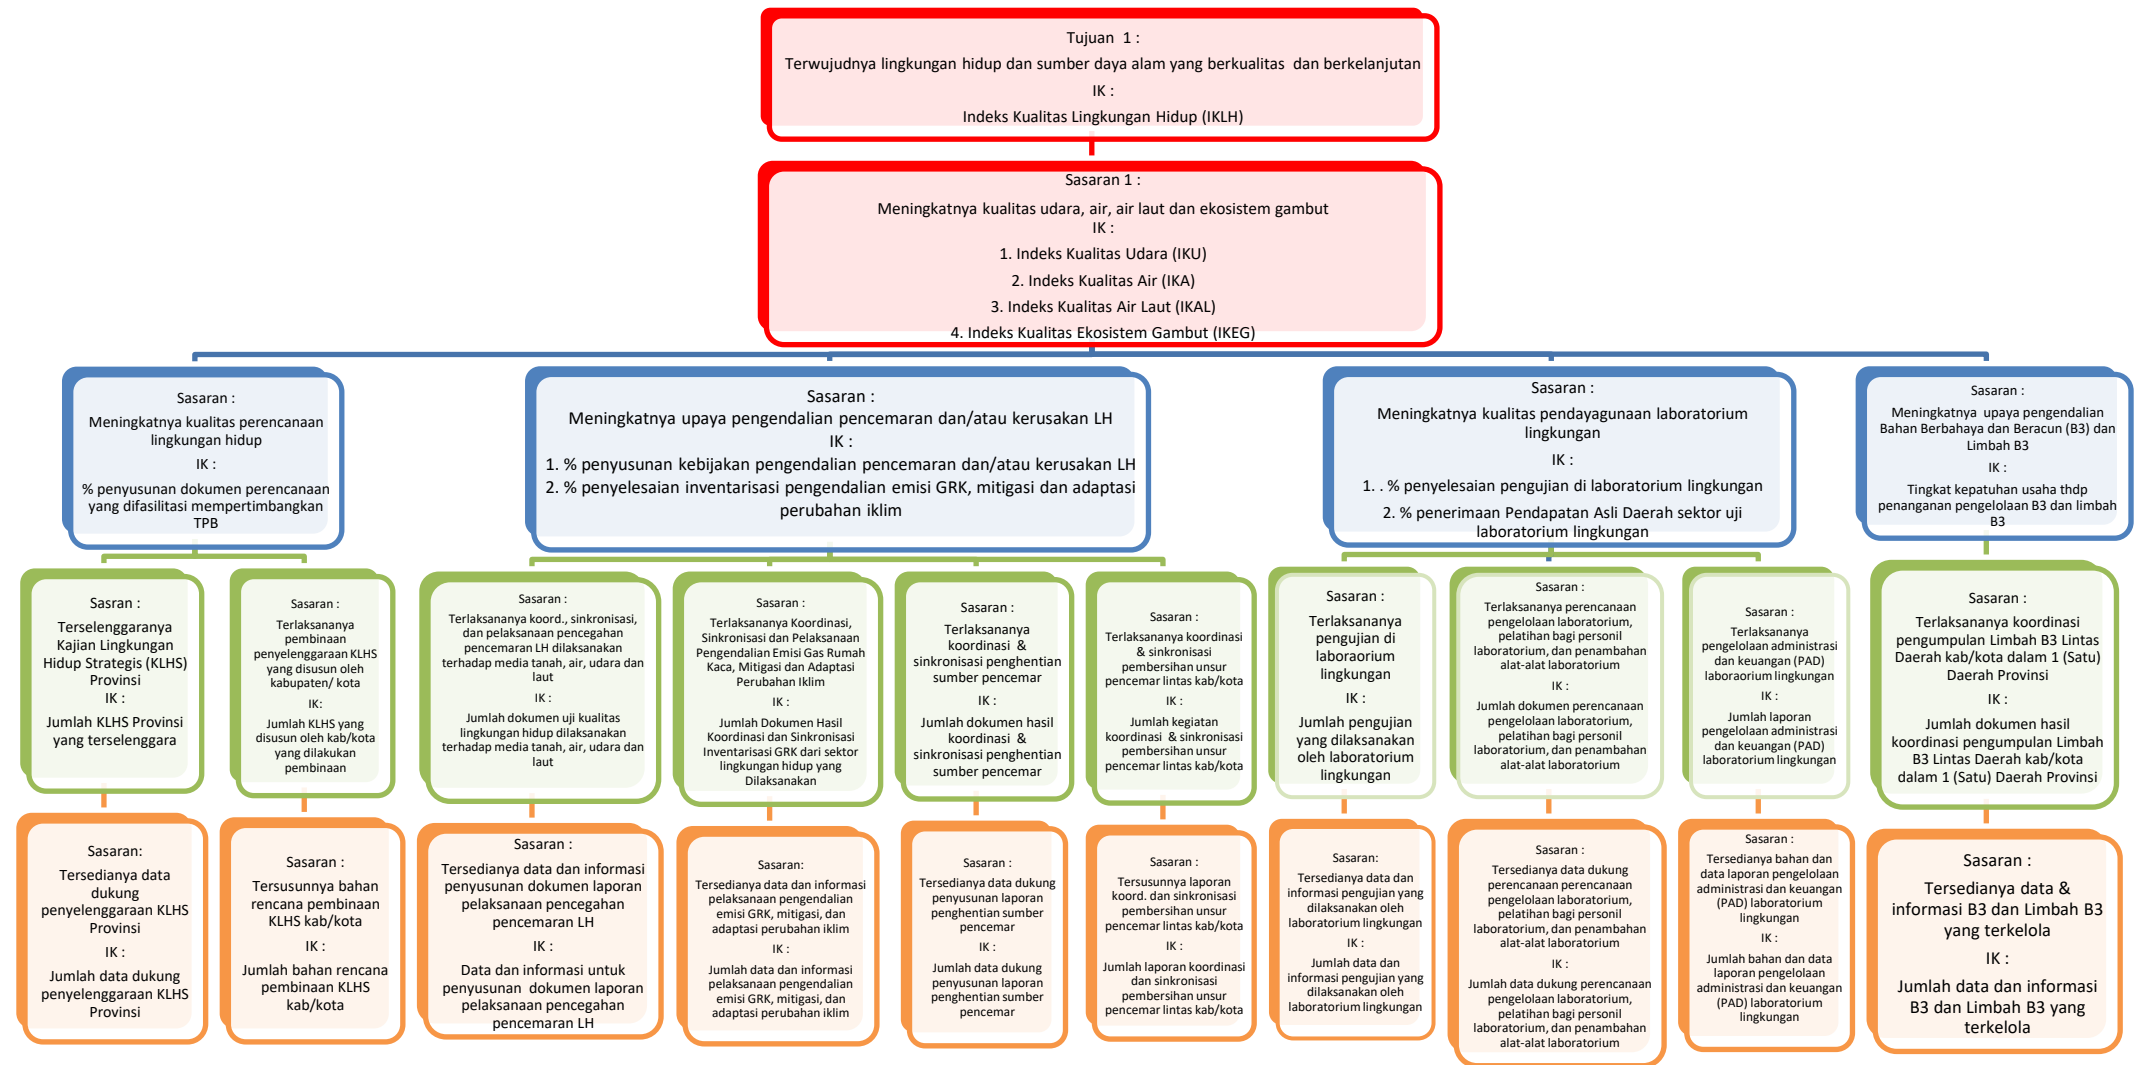 Tujuan 1 :
Terwujudnya lingkungan hidup dan sumber daya alam yang berkualitas dan berkelanjutan
IK :
Indeks Kualitas Lingkungan Hidup (IKLH)
Sasaran 1 :
Meningkatnya kualitas udara, air, air laut dan ekosistem gambut
IK :
1. Indeks Kualitas Udara (IKU)
2. Indeks Kualitas Air (IKA)
3. Indeks Kualitas Air Laut (IKAL)
4. Indeks Kualitas Ekosistem Gambut (IKEG)
Sasaran :
Meningkatnya kualitas perencanaan
lingkungan hidup
IK :
% penyusunan dokumen perencanaan
yang difasilitasi mempertimbangkan
TPB
Sasaran :
Meningkatnya upaya pengendalian pencemaran dan/atau kerusakan LH
IK :
1. % penyusunan kebijakan pengendalian pencemaran dan/atau kerusakan LH
2. % penyelesaian inventarisasi pengendalian emisi GRK, mitigasi dan adaptasi
perubahan iklim
Sasaran :
Meningkatnya kualitas pendayagunaan laboratorium
lingkungan
IK :
1. . % penyelesaian pengujian di laboratorium lingkungan
2. % penerimaan Pendapatan Asli Daerah sektor uji
laboratorium lingkungan
Sasaran :
Meningkatnya upaya pengendalian
Bahan Berbahaya dan Beracun (B3) dan
Limbah B3
IK :
Tingkat kepatuhan usaha thdp
penanganan pengelolaan B3 dan limbah
B3
Sasran :
Terselenggaranya
Kajian Lingkungan
Hidup Strategis (KLHS)
Provinsi
IK :
Jumlah KLHS Provinsi
yang terselenggara
Sasaran :
Terlaksananya
pembinaan
penyelenggaraan KLHS
yang disusun oleh
kabupaten/ kota
IK:
Jumlah KLHS yang
disusun oleh kab/kota
yang dilakukan
pembinaan
Sasaran :
Terlaksananya koord., sinkronisasi,
dan pelaksanaan pencegahan
pencemaran LH dilaksanakan
terhadap media tanah, air, udara dan
laut
IK :
Jumlah dokumen uji kualitas
lingkungan hidup dilaksanakan
terhadap media tanah, air, udara dan
laut
Sasaran :
Terlaksananya Koordinasi,
Sinkronisasi dan Pelaksanaan
Pengendalian Emisi Gas Rumah
Kaca, Mitigasi dan Adaptasi
Perubahan Iklim
IK :
Jumlah Dokumen Hasil
Koordinasi dan Sinkronisasi
Inventarisasi GRK dari sektor
lingkungan hidup yang
Dilaksanakan
Sasaran :
Terlaksananya
koordinasi &
sinkronisasi penghentian
sumber pencemar
IK :
Jumlah dokumen hasil
koordinasi &
sinkronisasi penghentian
sumber pencemar
Sasaran :
Terlaksananya koordinasi
& sinkronisasi
pembersihan unsur
pencemar lintas kab/kota
IK :
Jumlah kegiatan
koordinasi & sinkronisasi
pembersihan unsur
pencemar lintas kab/kota
Sasaran :
Terlaksananya
pengujian di
laboraorium
lingkungan
IK :
Jumlah pengujian
yang dilaksanakan
oleh laboratorium
lingkungan
Sasaran :
Terlaksananya perencanaan
pengelolaan laboratorium,
pelatihan bagi personil
laboratorium, dan penambahan
alat-alat laboratorium
IK :
Jumlah dokumen perencanaan
pengelolaan laboratorium,
pelatihan bagi personil
laboratorium, dan penambahan
alat-alat laboratorium
Sasaran :
Terlaksananya
pengelolaan administrasi
dan keuangan (PAD)
laboraorium lingkungan
IK :
Jumlah laporan
pengelolaan administrasi
dan keuangan (PAD)
laboratorium lingkungan
Sasaran :
Terlaksananya koordinasi
pengumpulan Limbah B3 Lintas
Daerah kab/kota dalam 1 (Satu)
Daerah Provinsi
IK :
Jumlah dokumen hasil
koordinasi pengumpulan Limbah
B3 Lintas Daerah kab/kota
dalam 1 (Satu) Daerah Provinsi
Sasaran:
Tersedianya data
dukung
penyelenggaraan KLHS
Provinsi
IK :
Jumlah data dukung
penyelenggaraan KLHS
Provinsi
Sasaran :
Tersusunnya bahan
rencana pembinaan
KLHS kab/kota
IK :
Jumlah bahan rencana
pembinaan KLHS
kab/kota
Sasaran :
Tersedianya data dan informasi
penyusunan dokumen laporan
pelaksanaan pencegahan
pencemaran LH
IK :
Data dan informasi untuk
penyusunan dokumen laporan
pelaksanaan pencegahan
pencemaran LH
Sasaran:
Tersedianya data dan informasi
pelaksanaan pengendalian
emisi GRK, mitigasi, dan
adaptasi perubahan iklim
IK :
Jumlah data dan informasi
pelaksanaan pengendalian
emisi GRK, mitigasi, dan
adaptasi perubahan iklim
Sasaran :
Tersedianya data dukung
penyusunan laporan
penghentian sumber
pencemar
IK :
Jumlah data dukung
penyusunan laporan
penghentian sumber
pencemar
Sasaran :
Tersusunnya laporan
koord. dan sinkronisasi
pembersihan unsur
pencemar lintas kab/kota
IK :
Jumlah laporan koordinasi
dan sinkronisasi
pembersihan unsur
pencemar lintas kab/kota
Sasaran:
Tersedianya data dan
informasi pengujian yang
dilaksanakan oleh
laboratorium lingkungan
IK :
Jumlah data dan
informasi pengujian yang
dilaksanakan oleh
laboratorium lingkungan
Sasaran :
Tersedianya data dukung
perencanaan perencanaan
pengelolaan laboratorium,
pelatihan bagi personil
laboratorium, dan penambahan
alat-alat laboratorium
IK :
Jumlah data dukung perencanaan
pengelolaan laboratorium,
pelatihan bagi personil
laboratorium, dan penambahan
alat-alat laboratorium
Sasaran :
Tersedianya bahan dan
data laporan pengelolaan
administrasi dan keuangan
(PAD) laboratorium
lingkungan
IK :
Jumlah bahan dan data
laporan pengelolaan
administrasi dan keuangan
(PAD) laboratorium
lingkungan
Sasaran :
Tersedianya data &
informasi B3 dan Limbah B3
yang terkelola
IK :
Jumlah data dan informasi
B3 dan Limbah B3 yang
terkelola